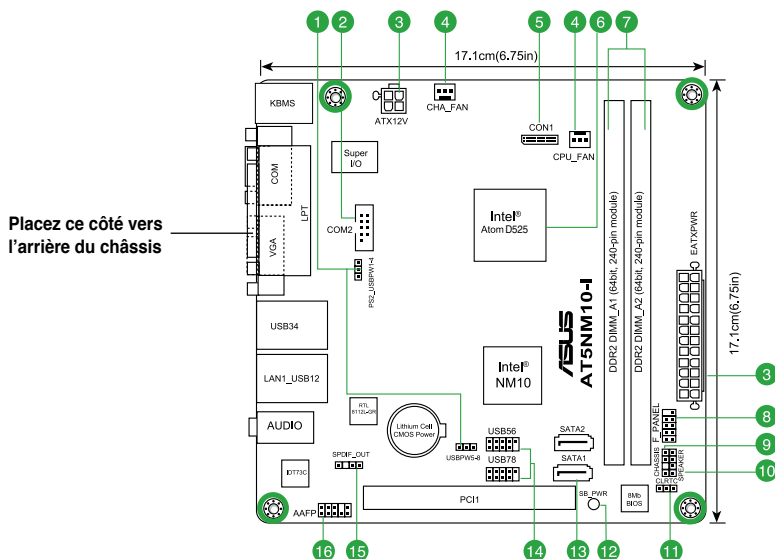 1
2
3
4
5
4
6
7
17.1cm(6.75in)
KBMS
ATX12V
CHA_FAN
CON1
CPU_FAN
Super
I/O
COM
LPT
VGA
COM2
Intel®
Atom D525
Placez ce côté vers
l'arrière du châssis
PS2_USBPW1-4
DDR2 DIMM_A1 (64bit, 240-pin module)
DDR2 DIMM_A2 (64bit, 240-pin module)
EATXPWR
17.1cm(6.75in)
USB34
ASUS
AT5NM10-I
LAN1_USB12
Intel®
NM10
3
RTL
8112L-GR
Lithium Cell
CMOS Power
AUDIO
USB56
SATA2
F_PANEL
8
USBPW5-8
SPDIF_OUT
USB78
SATA1
CHASSIS
SPEAKER
9
10
IDT73C
CLRTC
PCI1
SB_PWR
8Mb
BIOS
AAFP
16
15
14
13
12
11